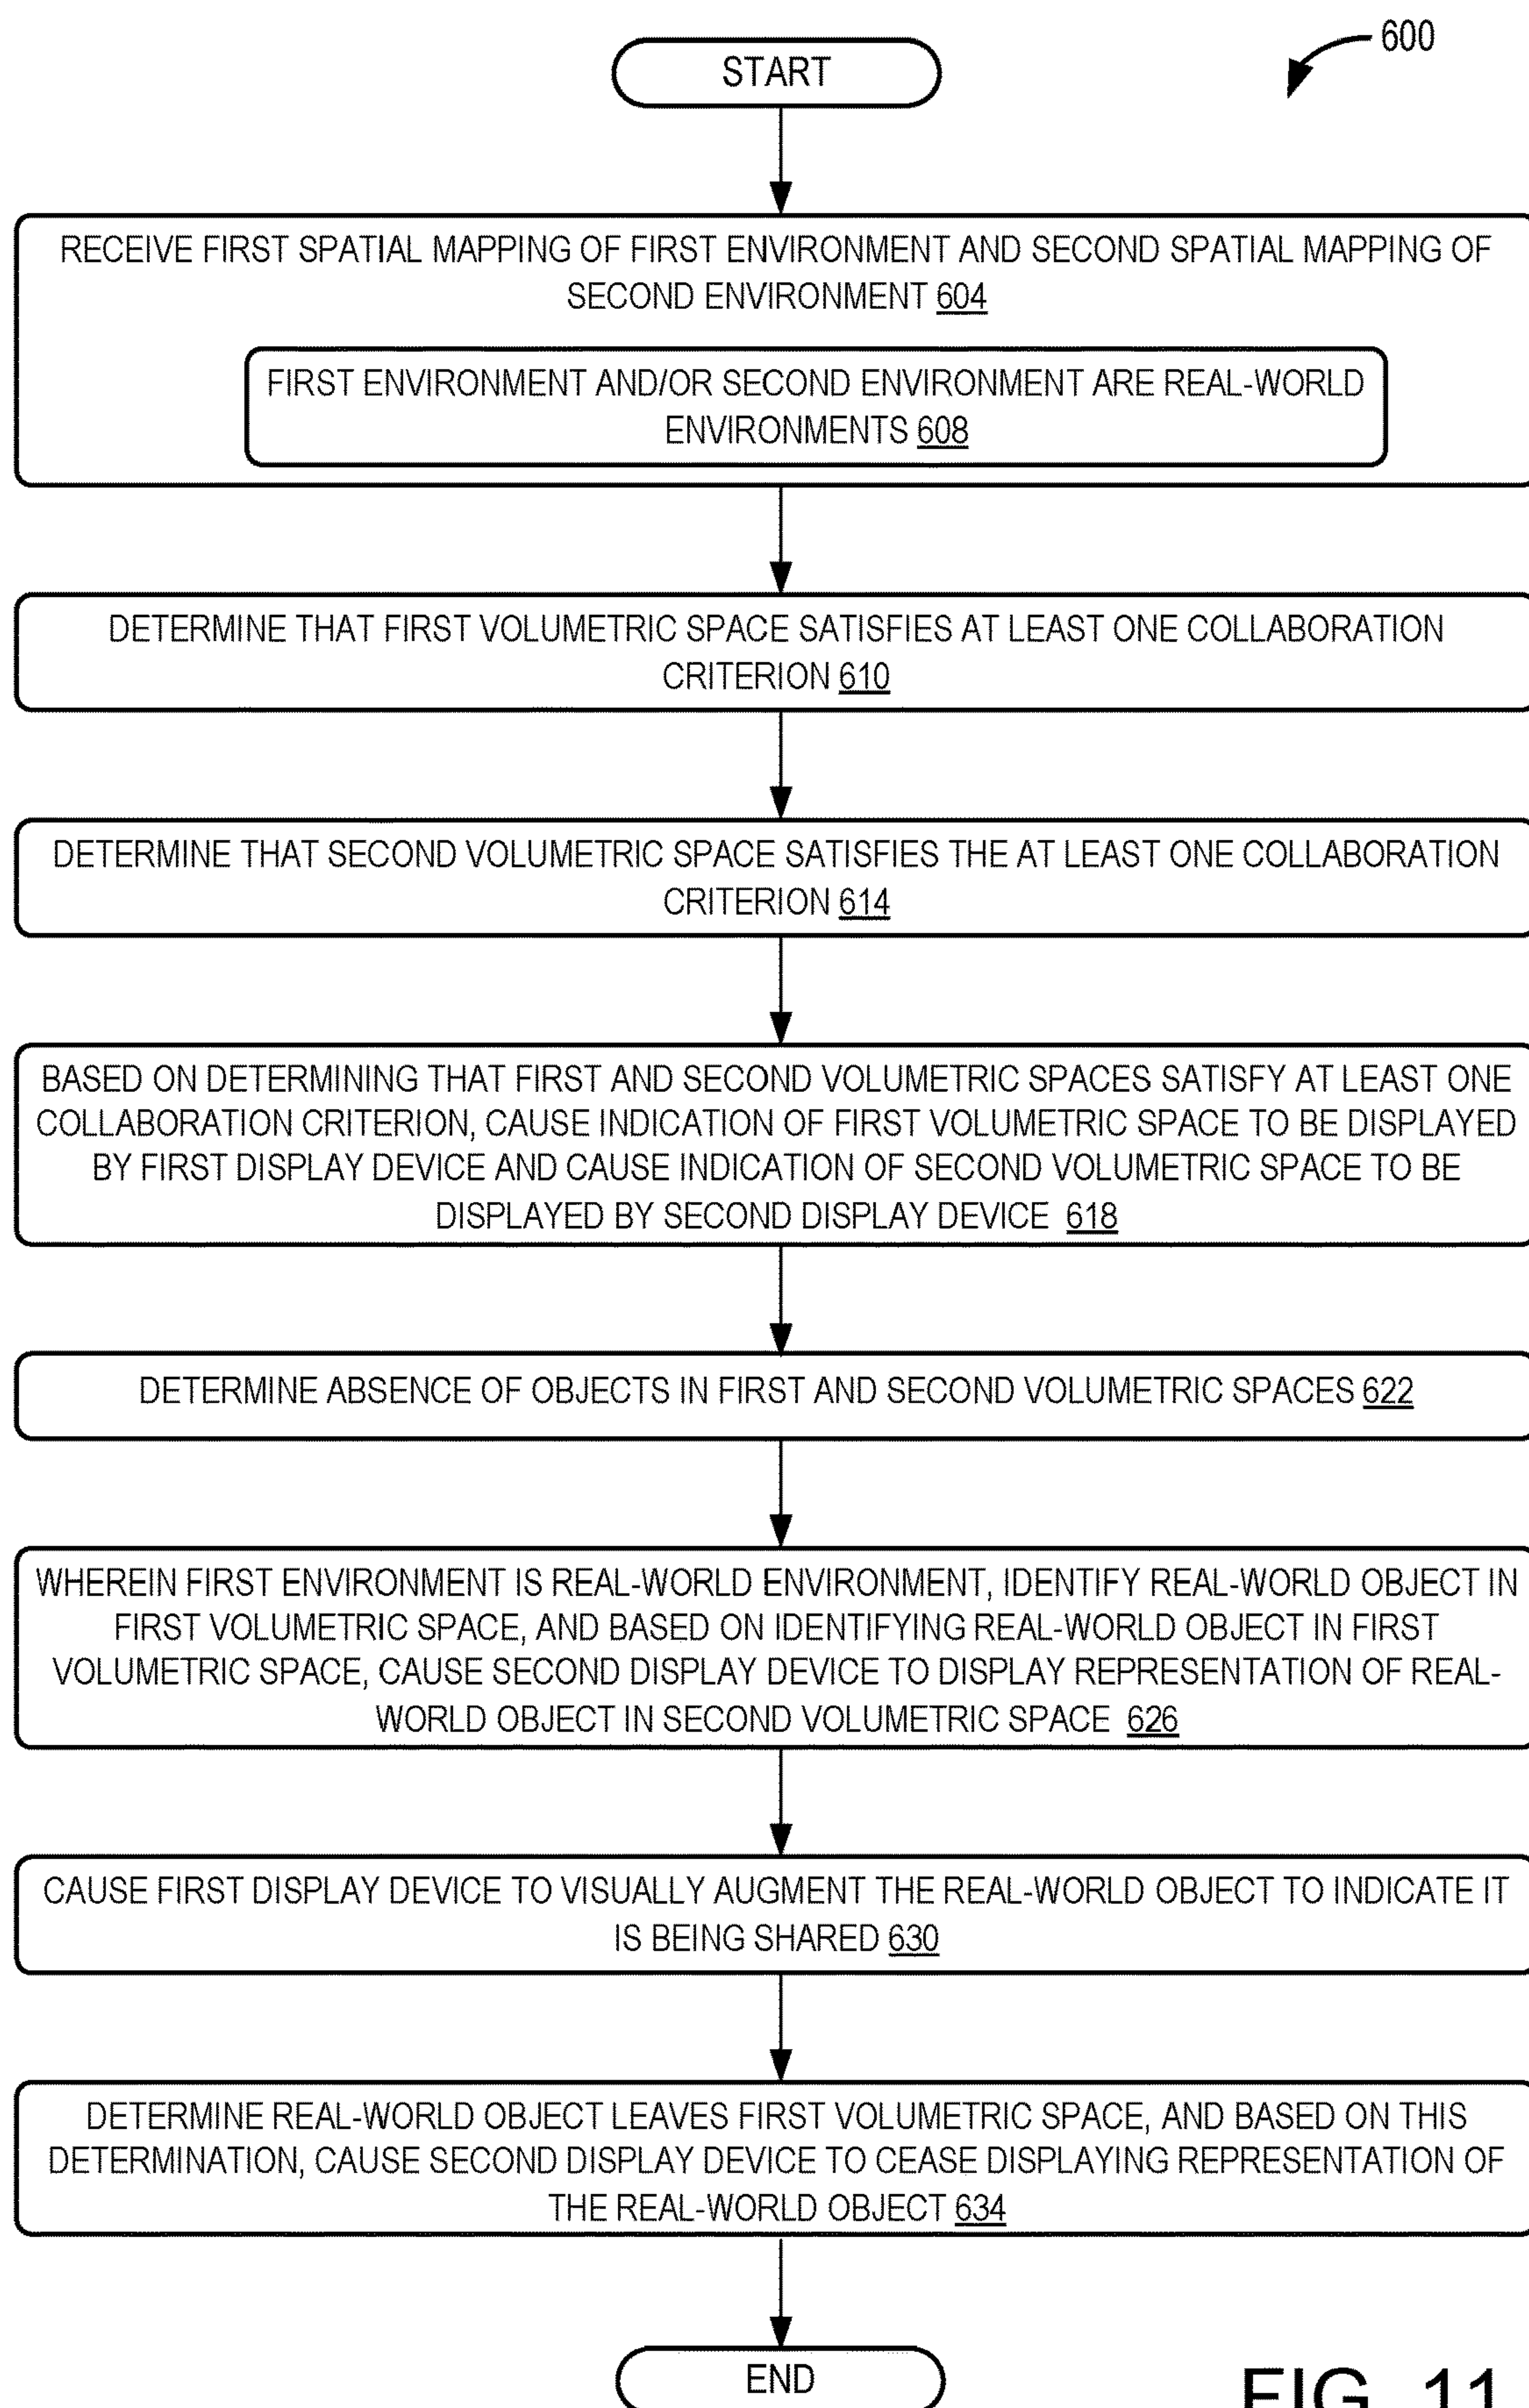 600
START
RECEIVE FIRST SPATIAL MAPPING OF FIRST ENVIRONMENT AND SECOND SPATIAL MAPPING OF
SECOND ENVIRONMENT 604
FIRST ENVIRONMENT AND/OR SECOND ENVIRONMENT ARE REAL-WORLD
ENVIRONMENTS 608
DETERMINE THAT FIRST VOLUMETRIC SPACE SATISFIES AT LEAST ONE COLLABORATION
CRITERION 610
DETERMINE THAT SECOND VOLUMETRIC SPACE SATISFIES THE AT LEAST ONE COLLABORATION
CRITERION 614
BASED ON DETERMINING THAT FIRST AND SECOND VOLUMETRIC SPACES SATISFY AT LEAST ONE
COLLABORATION CRITERION, CAUSE INDICATION OF FIRST VOLUMETRIC SPACE TO BE DISPLAYED
BY FIRST DISPLAY DEVICE AND CAUSE INDICATION OF SECOND VOLUMETRIC SPACE TO BE
DISPLAYED BY SECOND DISPLAY DEVICE 618
DETERMINE ABSENCE OF OBJECTS IN FIRST AND SECOND VOLUMETRIC SPACES 622
WHEREIN FIRST ENVIRONMENT IS REAL-WORLD ENVIRONMENT, IDENTIFY REAL-WORLD OBJECT IN
FIRST VOLUMETRIC SPACE, AND BASED ON IDENTIFYING REAL-WORLD OBJECT IN FIRST
VOLUMETRIC SPACE, CAUSE SECOND DISPLAY DEVICE TO DISPLAY REPRESENTATION OF REAL-
WORLD OBJECT IN SECOND VOLUMETRIC SPACE 626
CAUSE FIRST DISPLAY DEVICE TO VISUALLY AUGMENT THE REAL-WORLD OBJECT TO INDICATE IT
IS BEING SHARED 630
DETERMINE REAL-WORLD OBJECT LEAVES FIRST VOLUMETRIC SPACE, AND BASED ON THIS
DETERMINATION, CAUSE SECOND DISPLAY DEVICE TO CEASE DISPLAYING REPRESENTATION OF
THE REAL-WORLD OBJECT 634
END
FIG. 11